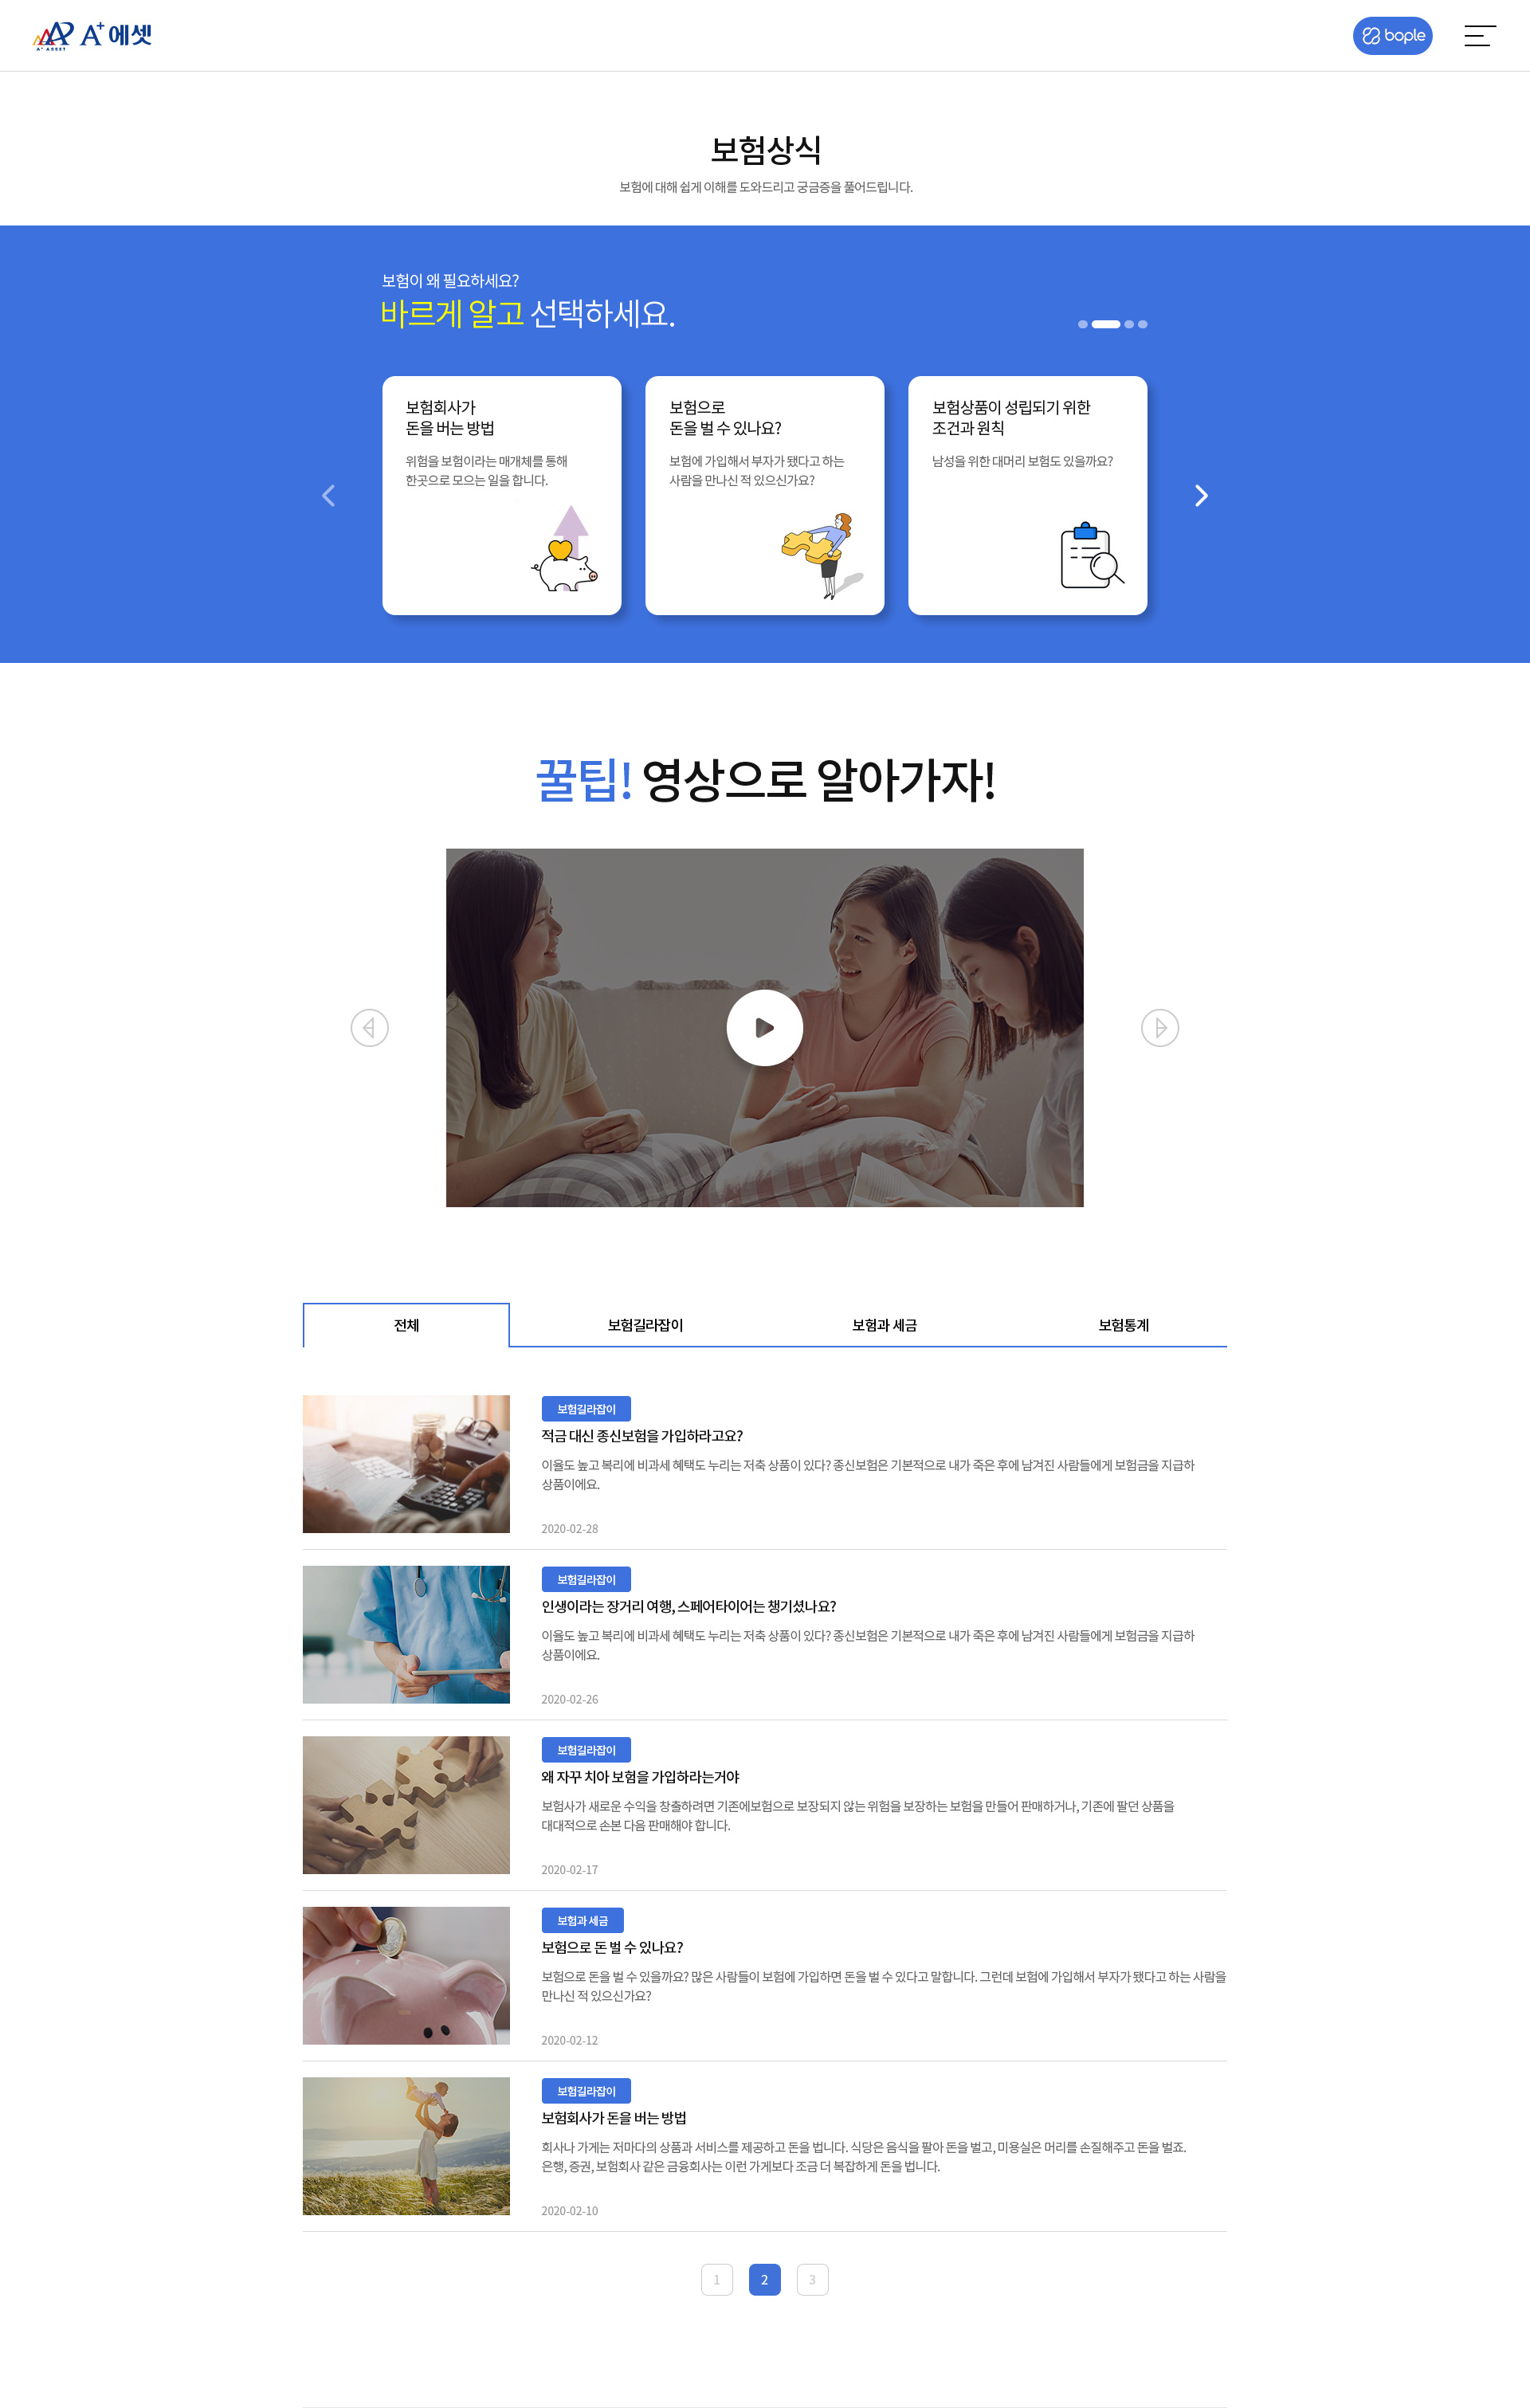 A+ ASSET
A+에셋
bople
보험상식
보험에 대해 쉽게 이해를 도와드리고 궁금증을 풀어드립니다.
보험이 왜 필요하세요?
바르게 알고 선택하세요.
보험회사가
돈을 버는 방법
위험을 보험이라는 매개체를 통해
한곳으로 모으는 일을 합니다.
보험으로
돈을 벌 수 있나요?
보험에 가입해서 부자가 됐다고 하는
사람을 만나신 적 있으신가요?
보험상품이 성립되기 위한
조건과 원칙
남성을 위한 대머리 보험도 있을까요?
꿀팁! 영상으로 알아가자!
전체
보험길라잡이
보험과 세금
보험통계
보험길라잡이
적금 대신 종신보험을 가입하라고요?
이율도 높고 복리에 비과세 혜택도 누리는 저축 상품이 있다? 종신보험은 기본적으로 내가 죽은 후에 남겨진 사람들에게 보험금을 지급하
상품이에요.
2020-02-28
보험길라잡이
인생이라는 장거리 여행, 스페어타이어는 챙기셨나요?
이율도 높고 복리에 비과세 혜택도 누리는 저축 상품이 있다? 종신보험은 기본적으로 내가 죽은 후에 남겨진 사람들에게 보험금을 지급하
상품이에요.
2020-02-26
보험길라잡이
왜 자꾸 치아 보험을 가입하라는거야
보험사가 새로운 수익을 창출하려면 기존에보험으로 보장되지 않는 위험을 보장하는 보험을 만들어 판매하거나, 기존에 팔던 상품을
대대적으로 손본 다음 판매해야 합니다.
2020-02-17
보험과 세금
보험으로 돈 벌 수 있나요?
보험으로 돈을 벌 수 있을까요? 많은 사람들이 보험에 가입하면 돈을 벌 수 있다고 말합니다. 그런데 보험에 가입해서 부자가 됐다고 하는 사람을
만나신 적 있으신가요?
2020-02-12
보험길라잡이
보험회사가 돈을 버는 방법
회사나 가게는 저마다의 상품과 서비스를 제공하고 돈을 법니다. 식당은 음식을 팔아 돈을 벌고, 미용실은 머리를 손질해주고 돈을 벌죠.
은행, 증권, 보험회사 같은 금융회사는 이런 가게보다 조금 더 복잡하게 돈을 법니다.
2020-02-10
1
2
3